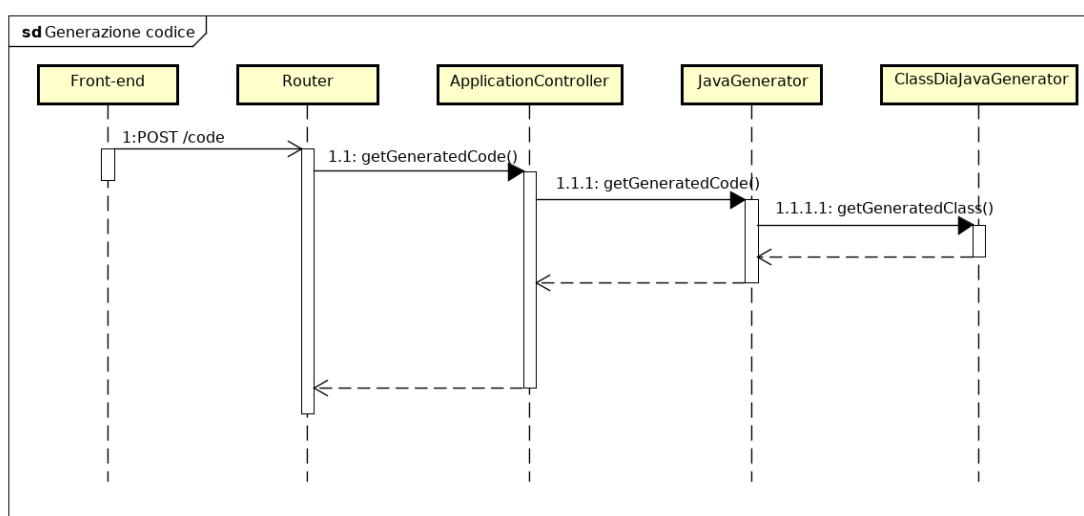 sd Generazione codice
Front-end
Router
ApplicationController
JavaGenerator
ClassDiaJavaGenerator
1:POST /code
1.1: getGeneratedCode()
1.1.1: getGeneratedCode()
1.1.1.1: getGeneratedClass()